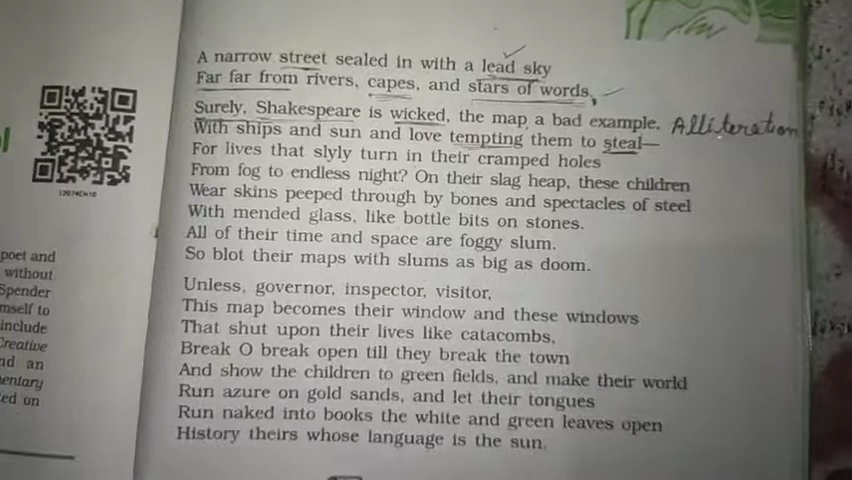 A narrow street sealed in with a lead sky
Far far from rivers, capes, and stars of words.
Surely, Shakespeare is wicked, the map a bad example.
Alliteration
With ships and sun and love tempting them to steal—
For lives that slyly turn in their cramped holes
From fog to endless night? On their slag heap, these children
Wear skins peeped through by bones and spectacles of steel
With mended glass, like bottle bits on stones.
All of their time and space are foggy slum.
So blot their maps with slums as big as doom.
Unless, governor, inspector, visitor,
This map becomes their window and these windows
That shut upon their lives like catacombs,
Break O break open till they break the town
And show the children to green fields, and make their world
Run azure on gold sands, and let their tongues
Run naked into books the white and green leaves open
History theirs whose language is the sun.
12074CH10
poet and
without
Spender
mself to
include
Creative
nd an
mentary
ed on